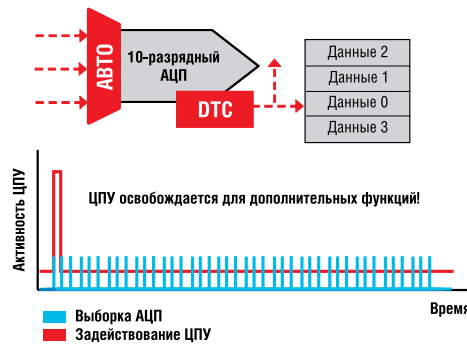 АВТО
10-разрядный
АЦП
DTC
Данные 2
Данные 1
Данные 0
Данные 3
Активность ЦПУ
ЦПУ освобождается для дополнительных функций!
Время
Выборка АЦП
Задействование ЦПУ